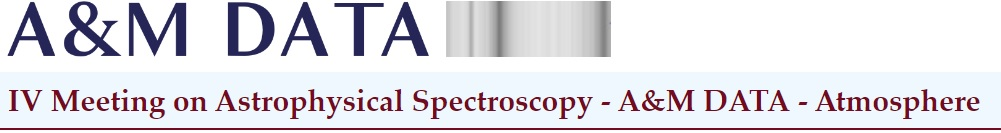 A&M DATA
IV Meeting on Astrophysical Spectroscopy - A&M DATA - Atmosphere